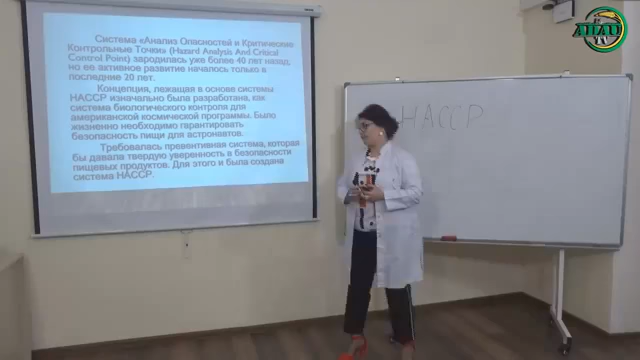 Система «Анализ Опасностей и Критические
Контрольные Точки» (Hazard Analysis And Critical
Control Point) зародилась уже более 40 лет назад,
но ее активное развитие началось только в
последние 20 лет.
Концепция, лежащая в основе системы
НАССР изначально была разработана, как
система биологического контроля для
американской космической программы. Было
жизненно необходимо гарантировать
безопасность пищи для астронавтов.
Требовалась превентивная система, которая
бы давала твердую уверенность в безопасности
пищевых продуктов. Для этого и была создана
система НАССР.
НАССР